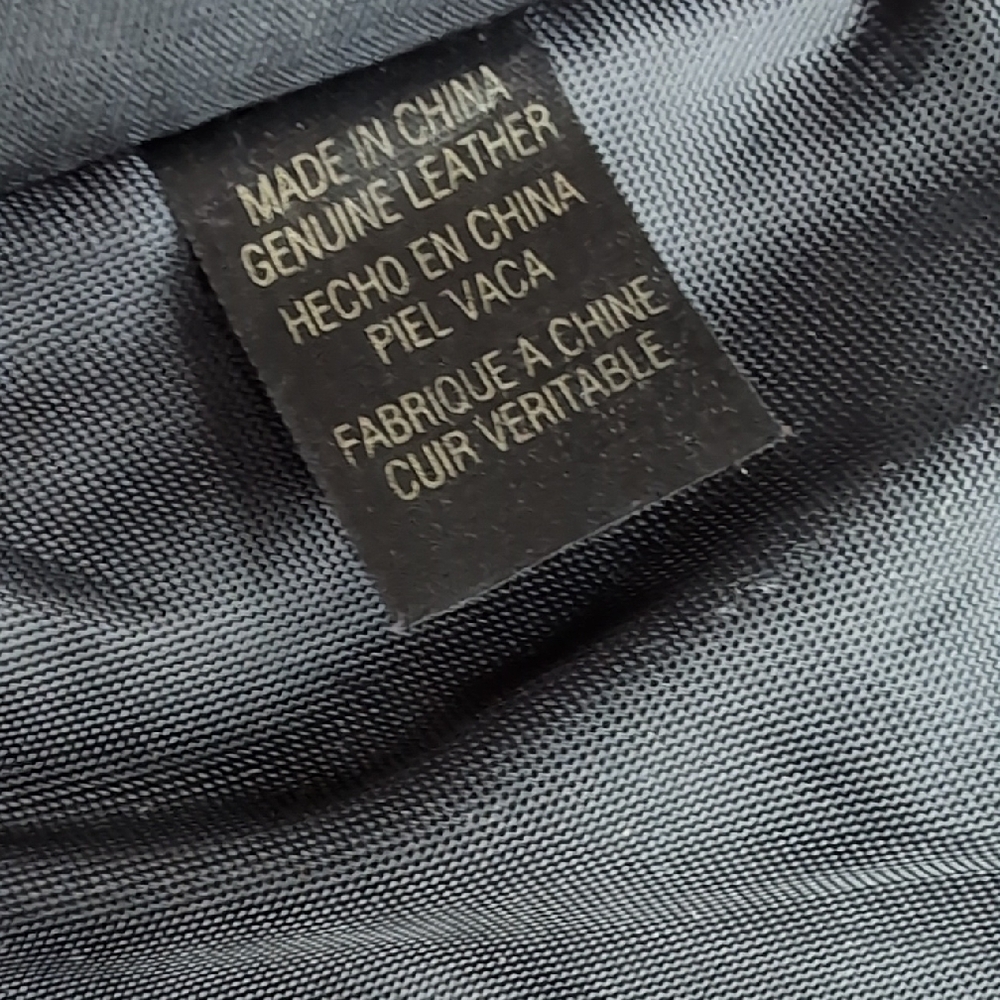 MADE IN CHINA
GENUINE LEATHER
HECHO EN CHINA
PIEL VACA
FABRIQUE A CHINE
CUIR VERITABLE